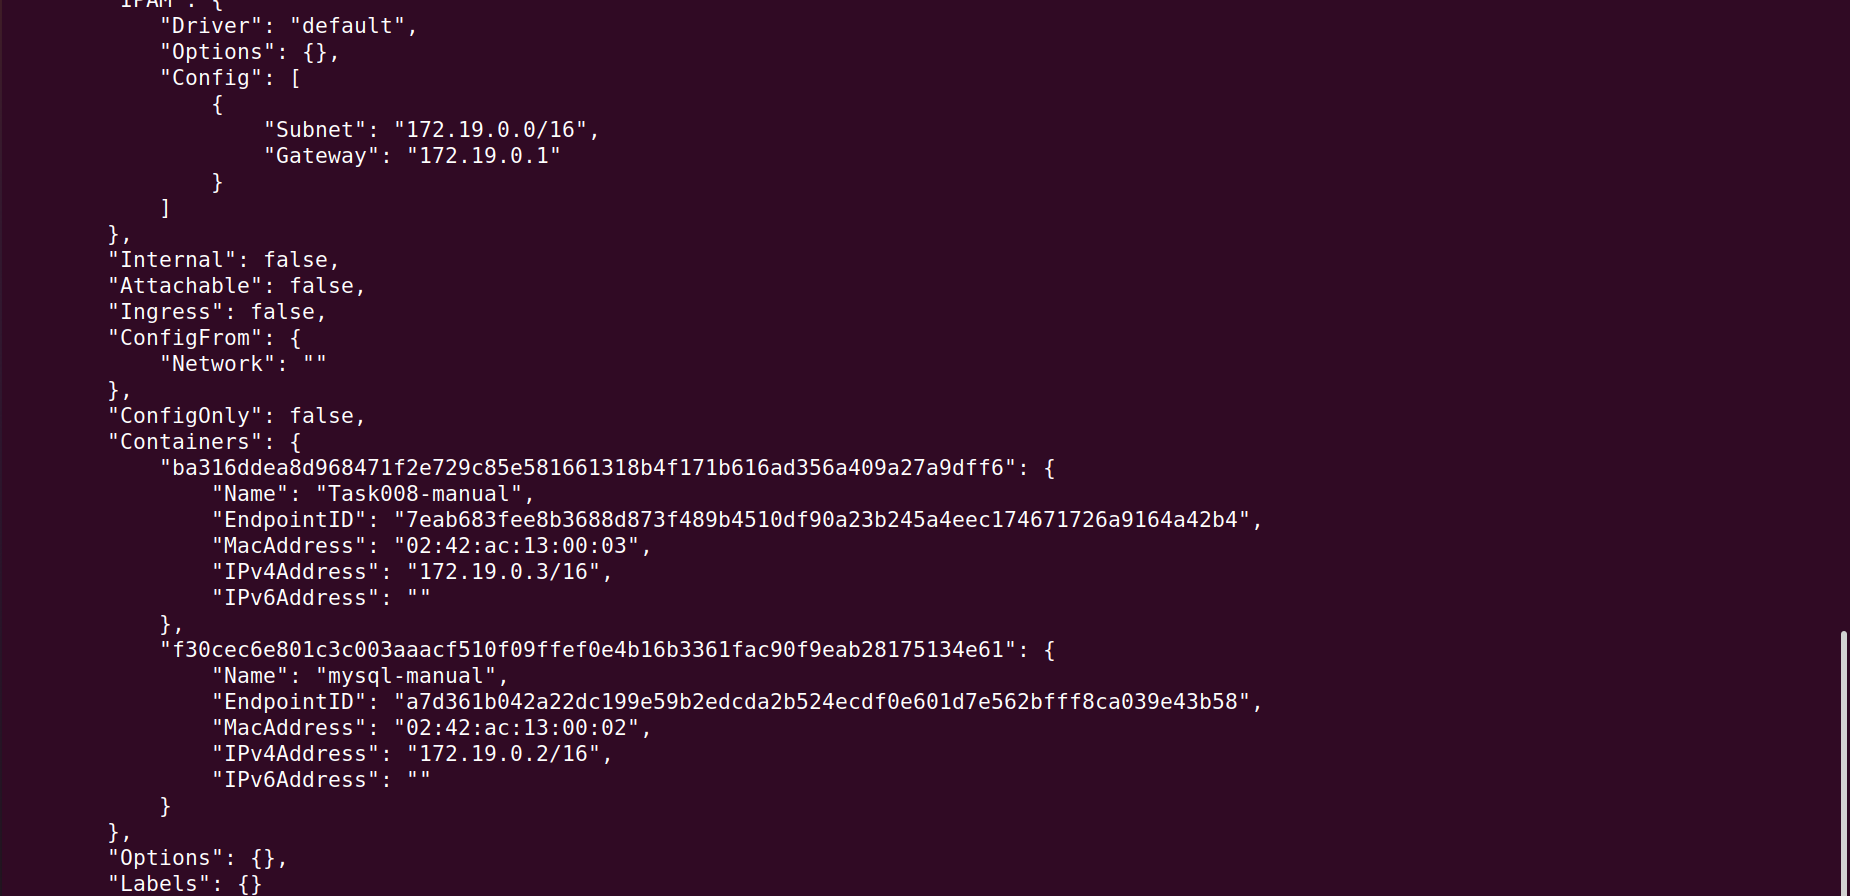 "IPAM": {
"Driver": "default",
"Options": {},
"Config": [
{
"Subnet": "172.19.0.0/16",
"Gateway": "172.19.0.1"
}
]
},
"Internal": false,
"Attachable": false,
"Ingress": false,
"ConfigFrom": {
"Network": ""
},
"ConfigOnly": false,
"Containers": {
"ba316ddea8d968471f2e729c85e581661318b4f171b616ad356a409a27a9dff6": {
"Name": "Task008-manual",
"EndpointID": "7eab683fee8b3688d873f489b4510df90a23b245a4eec174671726a9164a42b4",
"MacAddress": "02:42:ac:13:00:03",
"IPv4Address": "172.19.0.3/16",
"IPv6Address": ""
},
"f30cec6e801c3c003aaacf510f09ffef0e4b16b3361fac90f9eab28175134e61": {
"Name": "mysql-manual",
"EndpointID": "a7d361b042a22dc199e59b2edcda2b524ecdf0e601d7e562bfff8ca039e43b58",
"MacAddress": "02:42:ac:13:00:02",
"IPv4Address": "172.19.0.2/16",
"IPv6Address": ""
}
},
"Options": {},
"Labels": {}